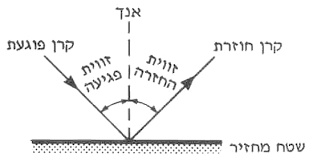 אנך
קרן חוזרת
קרן פוגעת
זווית
החזרה
זווית
פגיעה
שטח מחזיר